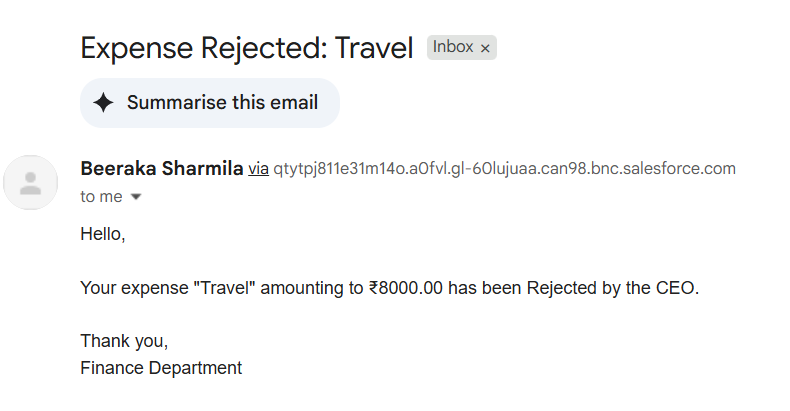 Expense Rejected: Travel Inbox ×
Summarise this email
Beeraka Sharmila via qtytpj811e31m14o.a0fvl.gl-60lujuaa.can98.bnc.salesforce.com
to me
Hello,
Your expense "Travel" amounting to ₹8000.00 has been Rejected by the CEO.
Thank you,
Finance Department